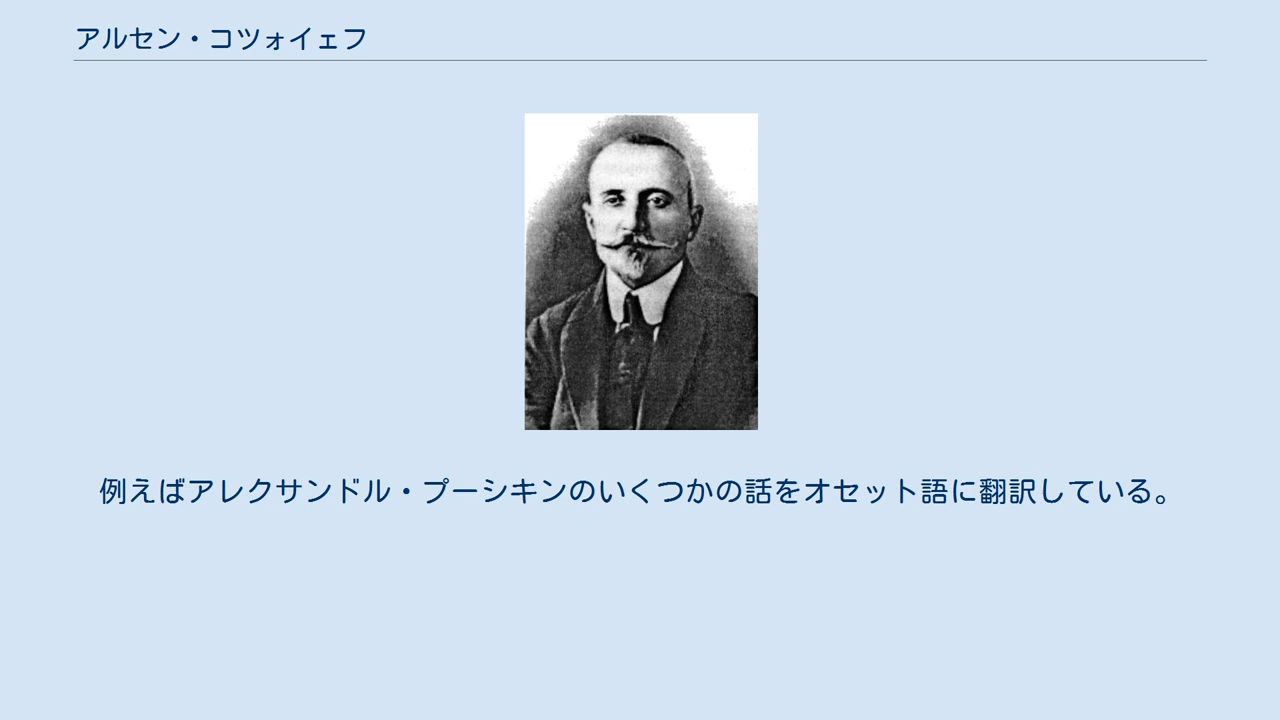 アルセン・コツォイェフ
例えばアレクサンドル・プーシキンのいくつかの話をオセット語に翻訳している。